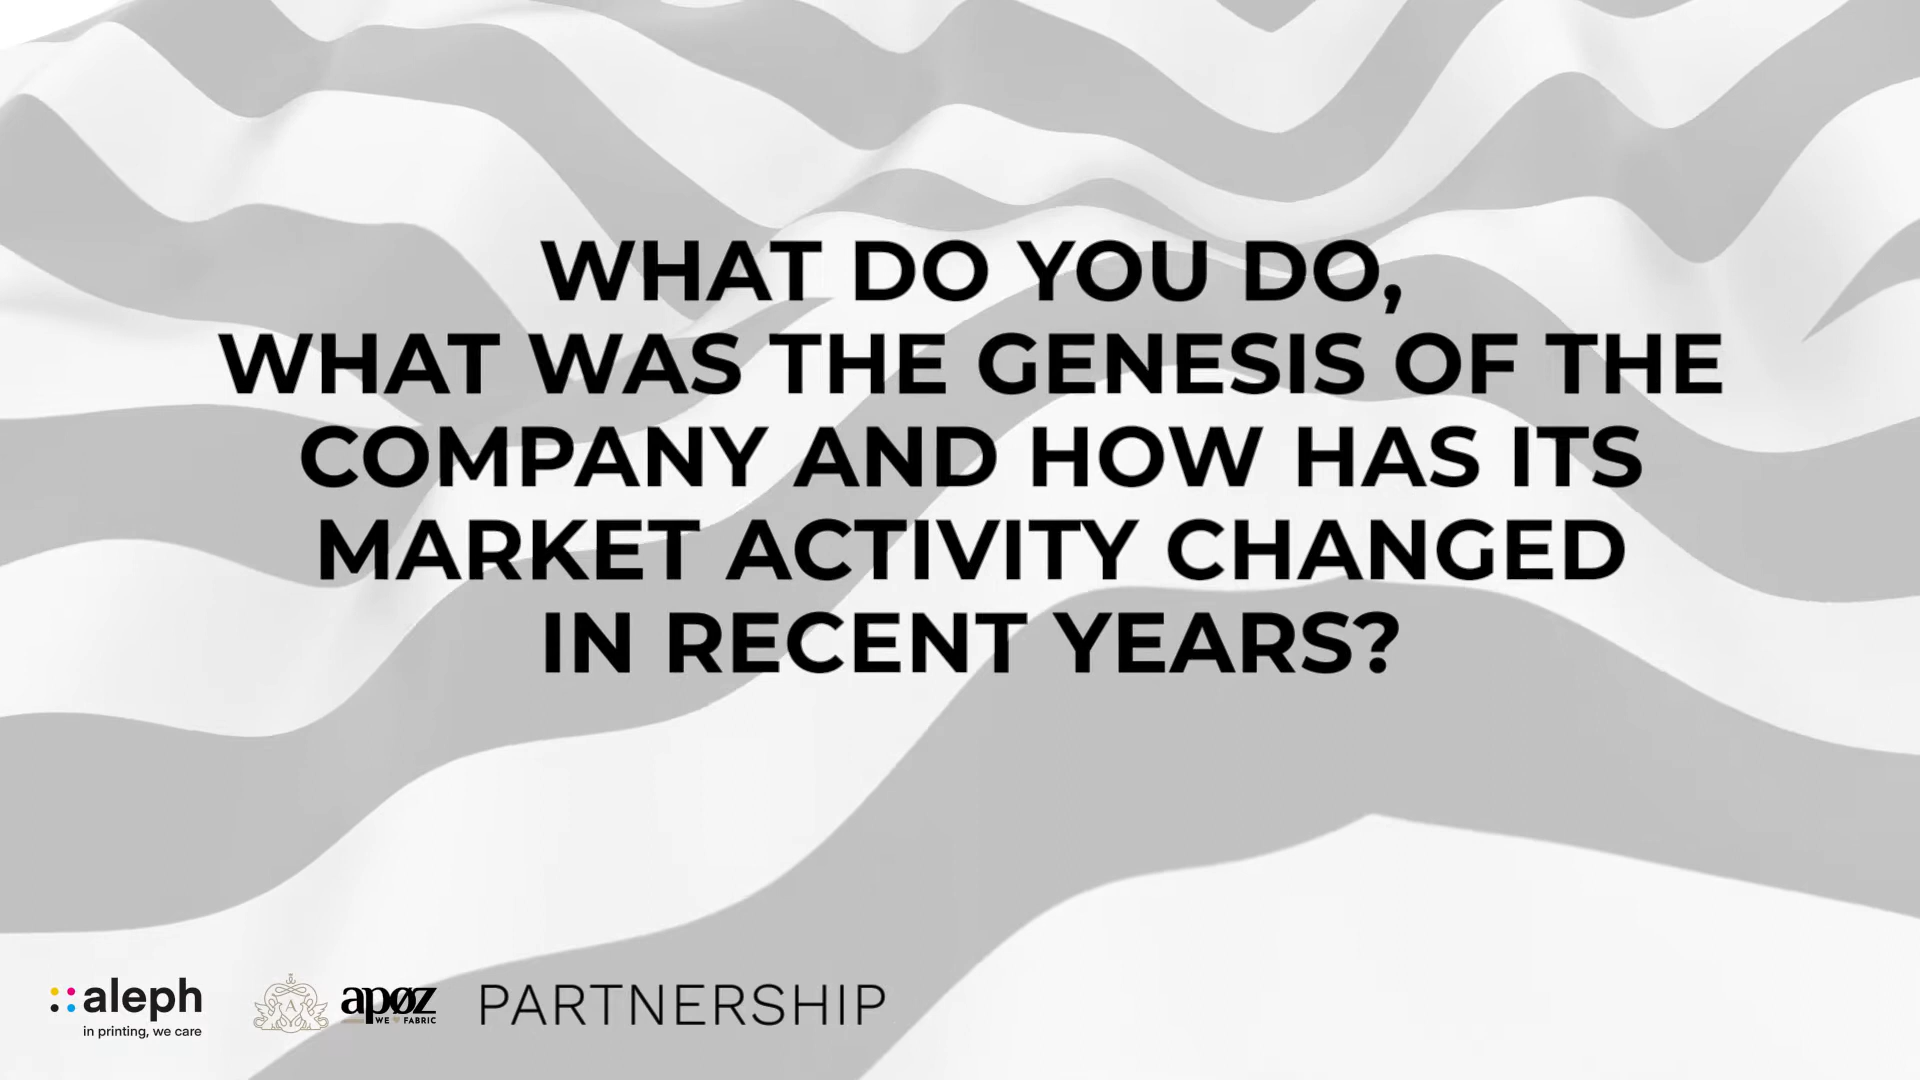 WHAT DO YOU DO,
WHAT WAS THE GENESIS OF THE
COMPANY AND HOW HAS ITS
MARKET ACTIVITY CHANGED
IN RECENT YEARS?
aleph
in printing, we care
A
apøz
WE ♥ FABRIC
PARTNERSHIP